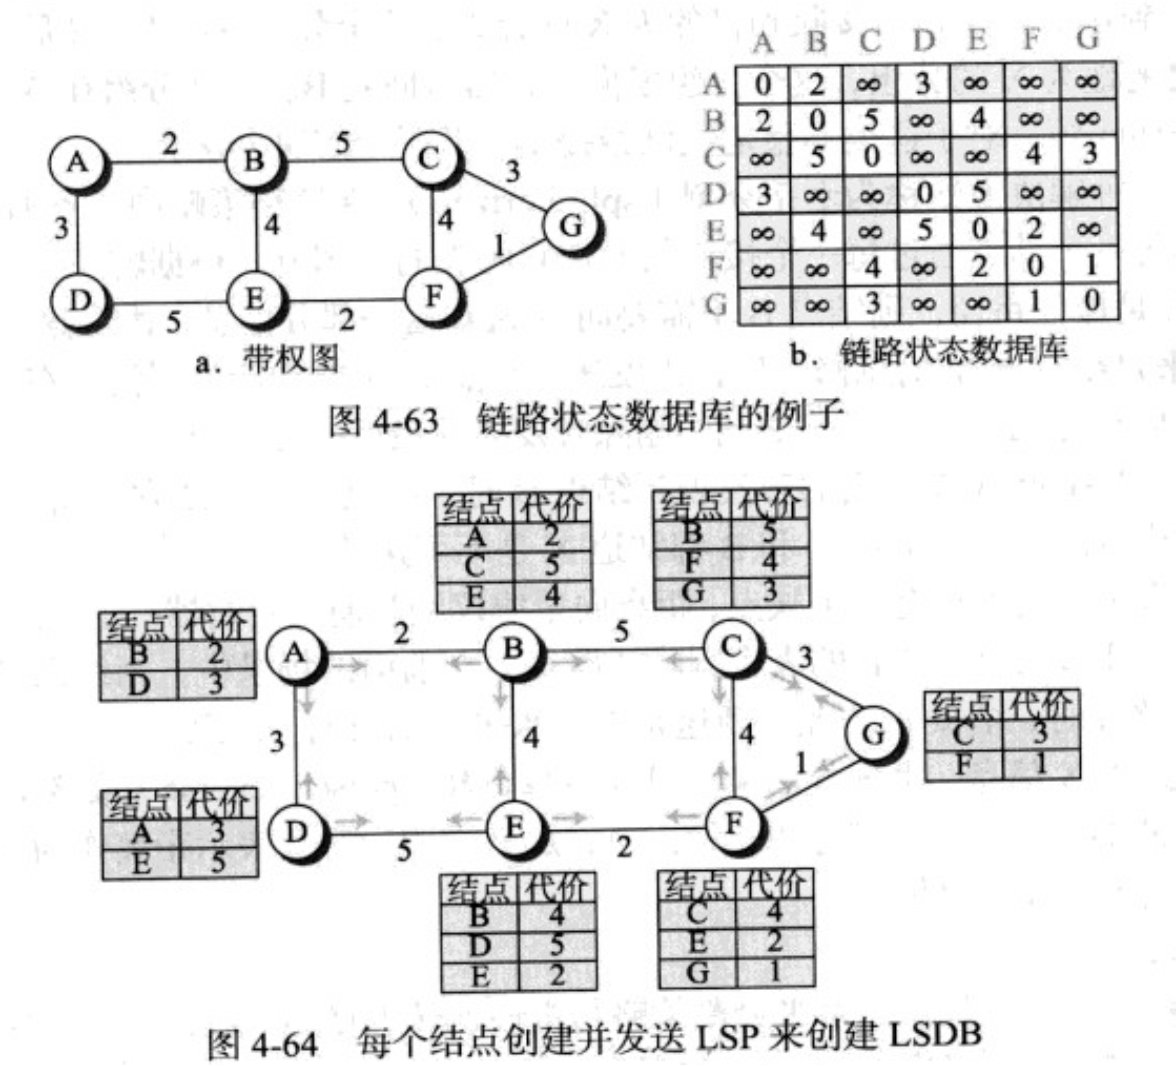 A B C D E F G
A 0 2 ∞ 3 ∞ ∞ ∞
B 2 0 5 ∞ 4 ∞ ∞
C ∞ 5 0 ∞ ∞ 4 3
D 3 ∞ ∞ 0 5 ∞ ∞
E ∞ 4 ∞ 5 0 2 ∞
F ∞ ∞ 4 ∞ 2 0 1
G ∞ ∞ 3 ∞ ∞ 1 0
A 2 B 5 C 3
3 4 4 1 G
D 5 E 2 F
a. 带权图
b. 链路状态数据库
图 4-63 链路状态数据库的例子
结点 代价
A 2
C 5
E 4
结点 代价
B 5
F 4
G 3
结点 代价
B 2
D 3
A 2 B 5 C 3
3 4 4 1 G
结点 代价
C 3
F 1
结点 代价
A 3
E 5
D 5 E 2 F
结点 代价
B 4
D 5
E 2
结点 代价
C 4
E 2
G 1
图 4-64 每个结点创建并发送 LSP 来创建 LSDB